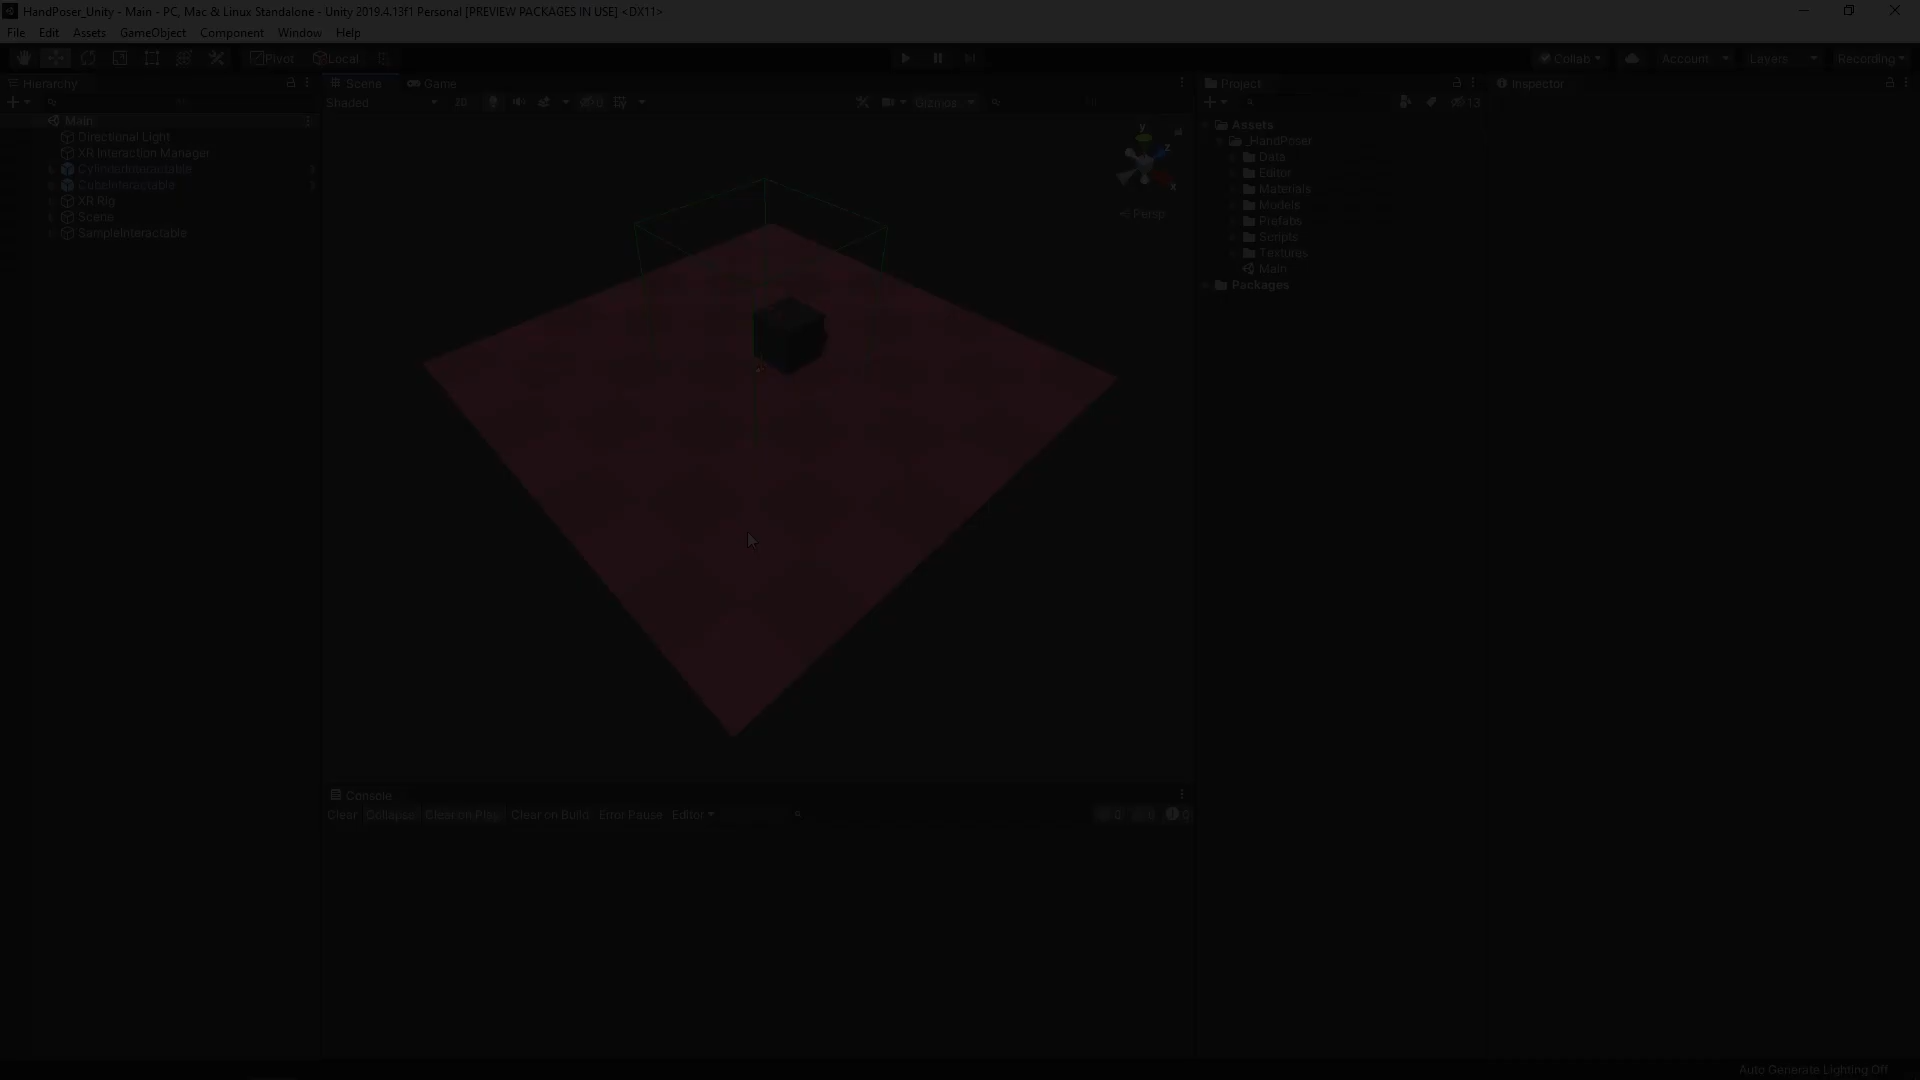 HandPoser_Unity - Main - PC, Mac & Linux Standalone - Unity 2019.4.13f1 Personal [PREVIEW PACKAGES IN USE] <DX11>
File Edit Assets GameObject Component Window Help
Pivot Local Collab Account Layers Recording
Hierarchy
Scene Game
Project
Inspector
Shaded 2D Gizmos
13
Main
Directional Light
XR Interaction Manager
CylinderInteractable
CubeInteractable
XR Rig
Scene
SampleInteractable
y
z
x
Persp
Assets
_HandPoser
Data
Editor
Materials
Models
Prefabs
Scripts
Textures
Main
Packages
Console
Clear Collapse Clear on Play Clear on Build Error Pause Editor
Auto Generate Lighting Off